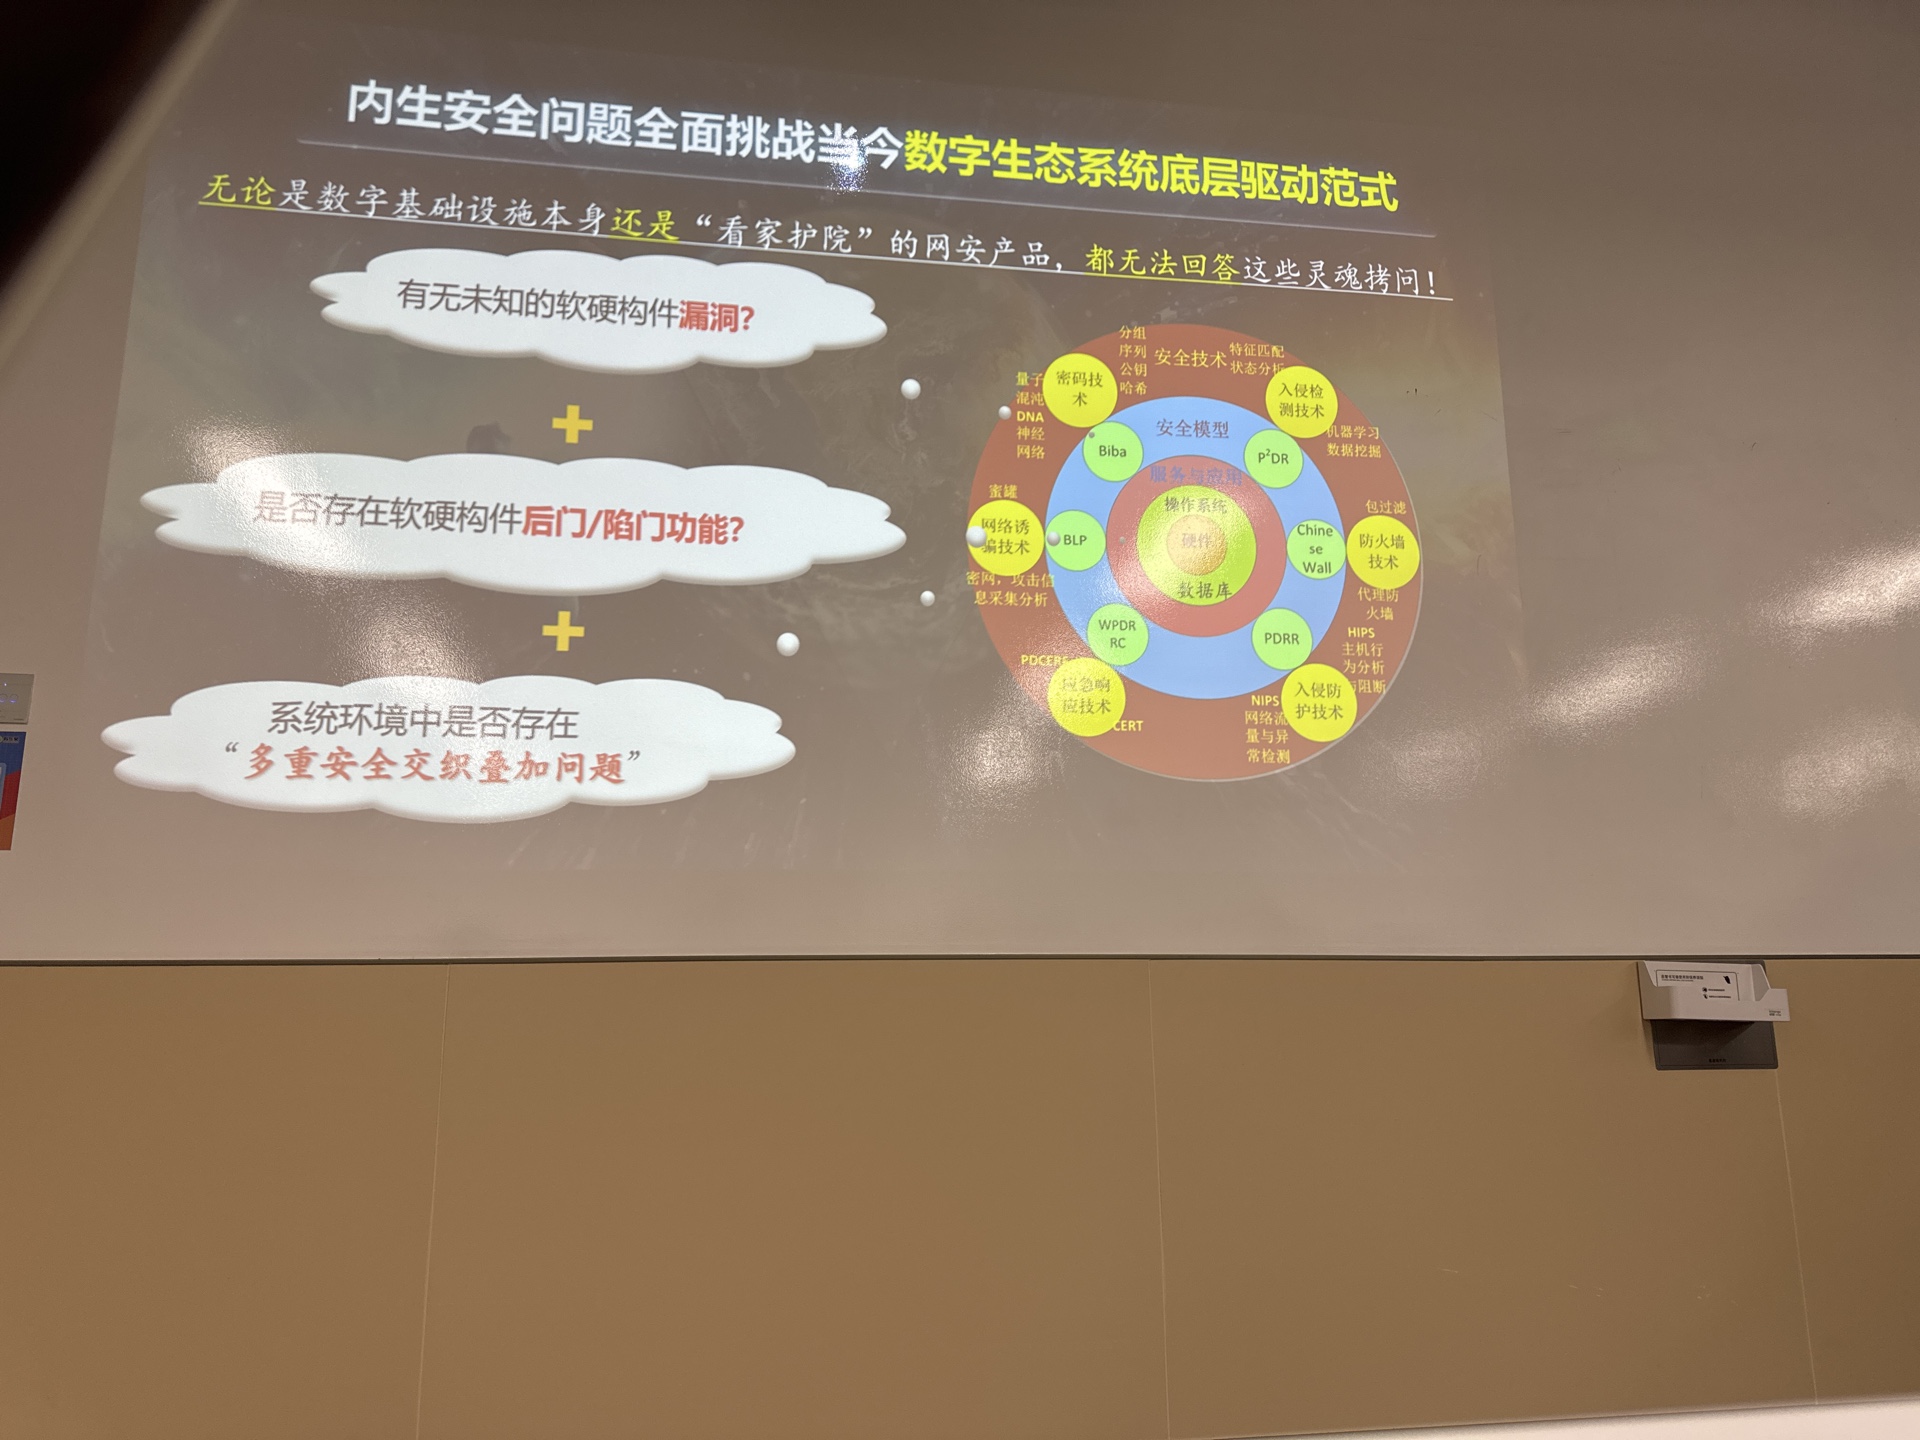 内生安全问题全面挑战当今数字生态系统底层驱动范式
无论是数字基础设施本身还是“看家护院”的网安产品，都无法回答这些灵魂拷问！
有无未知的软硬构件漏洞？
是否存在软硬构件后门/陷门功能？
系统环境中是否存在
“多重安全交织叠加问题”
分组
序列
公钥
哈希
安全技术
特征匹配
状态分析
密码技
术
量子
混沌
DNA
神经
网络
入侵检
测技术
机器学习
数据挖掘
安全模型
Biba
P²DR
服务与应用
操作系统
硬件
数据库
蜜罐
网络诱
骗技术
密网，攻击信
息采集分析
BLP
Chine
se
Wall
包过滤
防火墙
技术
代理防
火墙
WPDR
RC
PDRR
HIPS
主机行
为分析
与阻断
PDCERF
应急响
应技术
CERT
NIPS
网络流
量与异
常检测
入侵防
护技术